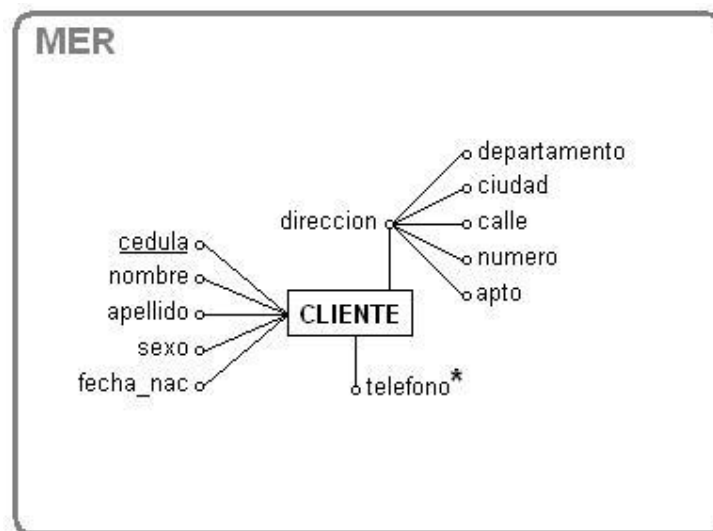 MER
departamento
ciudad
direccion
calle
cedula
numero
nombre
apto
apellido
CLIENTE
sexo
fecha_nac
telefono*